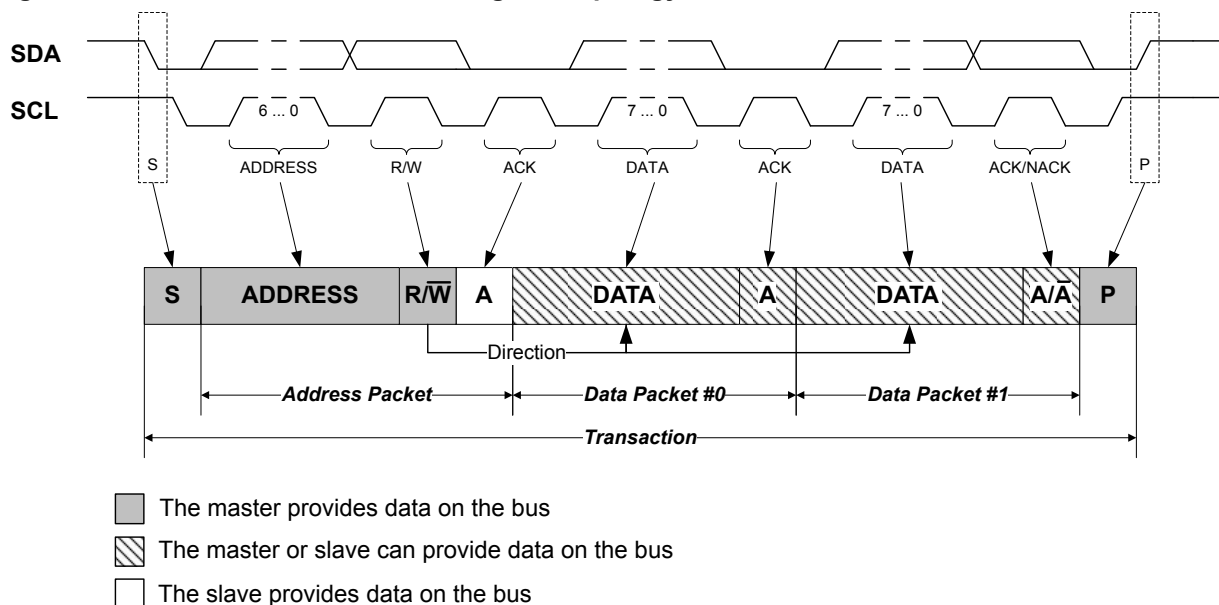 SDA
SCL
6 ... 0
7 ... 0
7 ... 0
S
ADDRESS
R/W
ACK
DATA
ACK
DATA
ACK/NACK
P
S
ADDRESS
R/W̅
A
DATA
A
DATA
A/A̅
P
Direction
Address Packet
Data Packet #0
Data Packet #1
Transaction
The master provides data on the bus
The master or slave can provide data on the bus
The slave provides data on the bus